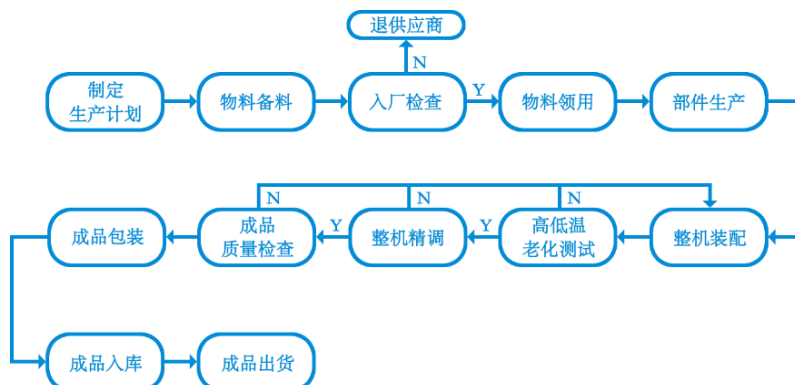 退供应商
N
制定
生产计划
物料备料
入厂检查
Y
物料领用
部件生产
N
N
N
成品包装
成品
质量检查
Y
整机精调
Y
高低温
老化测试
整机装配
成品入库
成品出货